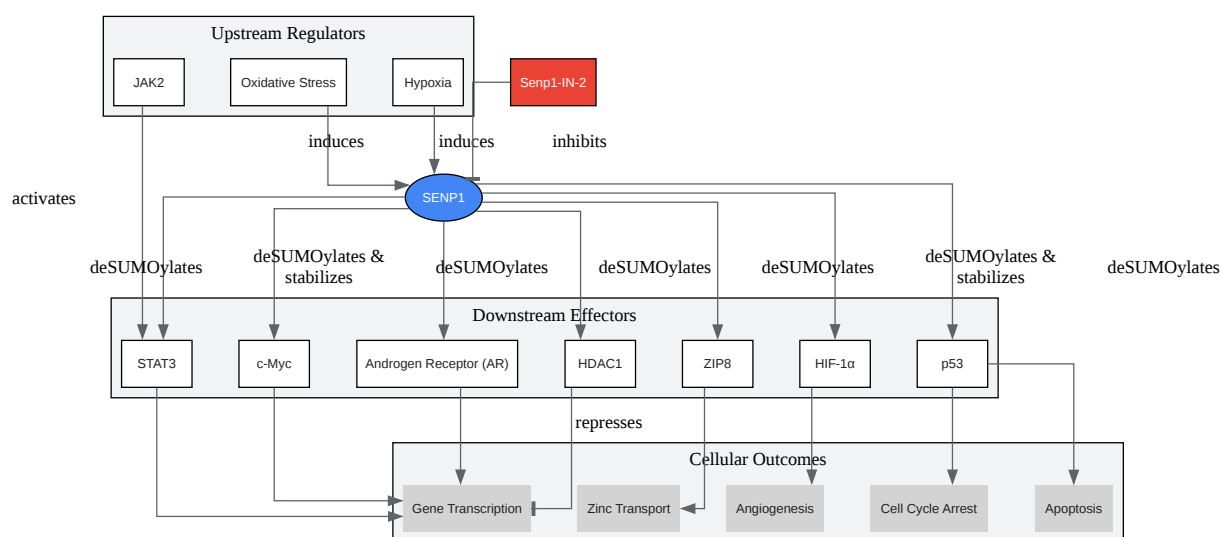 Upstream Regulators
JAK2
Oxidative Stress
Hypoxia
Senp1-IN-2
induces
induces
inhibits
activates
SENP1
deSUMOylates
deSUMOylates &
stabilizes
deSUMOylates
deSUMOylates
deSUMOylates
deSUMOylates &
stabilizes
deSUMOylates
Downstream Effectors
STAT3
c-Myc
Androgen Receptor (AR)
HDAC1
ZIP8
HIF-1α
p53
represses
Cellular Outcomes
Gene Transcription
Zinc Transport
Angiogenesis
Cell Cycle Arrest
Apoptosis